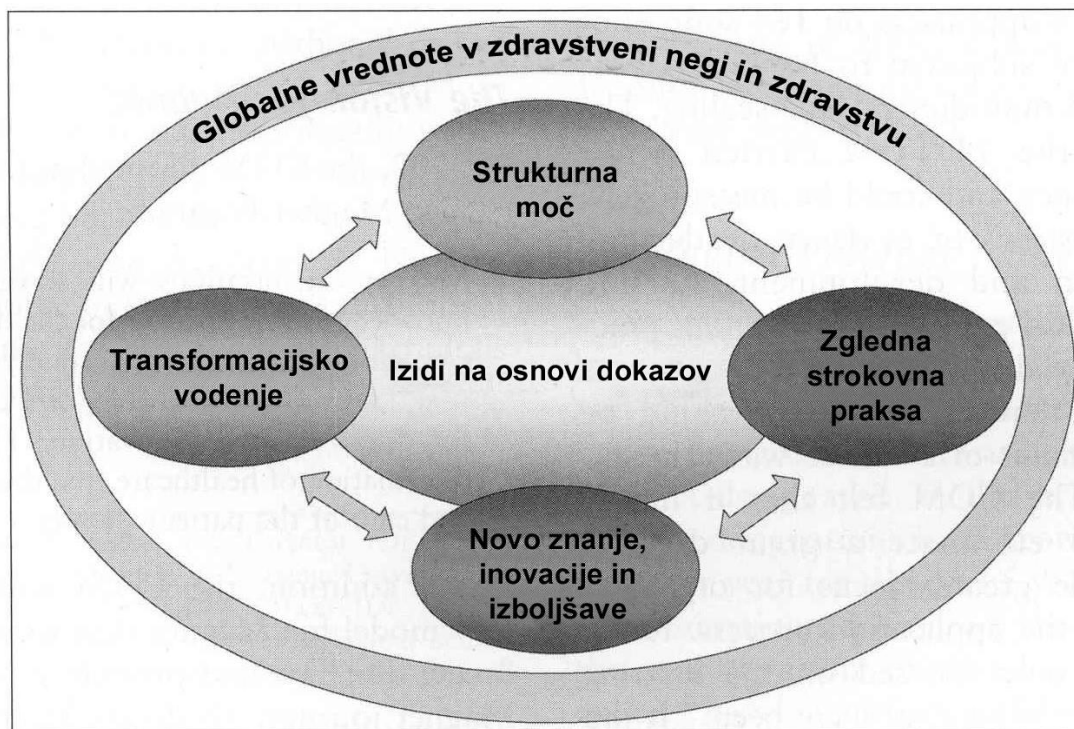 Globalne vrednote v zdravstveni negi in zdravstvu
Strukturna
moč
Transformacijsko
vodenje
Izidi na osnovi dokazov
Zgledna
strokovna
praksa
Novo znanje,
inovacije in
izboljšave